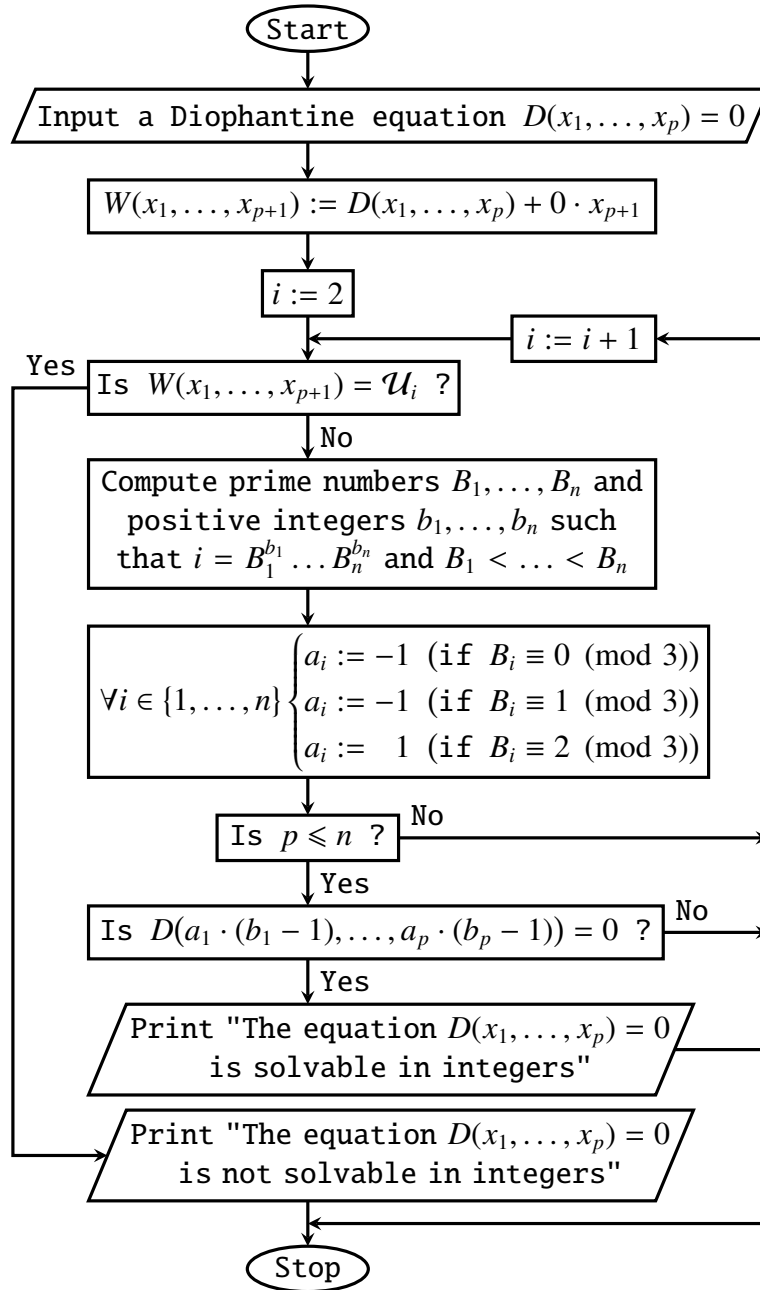 Start
Input a Diophantine equation D(x₁, …, xₚ) = 0
W(x₁, …, xₚ₊₁) := D(x₁, …, xₚ) + 0 · xₚ₊₁
i := 2
i := i + 1
Yes
Is W(x₁, …, xₚ₊₁) = 𝒰ᵢ ?
No
Compute prime numbers B₁, …, Bₙ and
positive integers b₁, …, bₙ such
that i = B₁^{b₁} … Bₙ^{bₙ} and B₁ < … < Bₙ
aᵢ := −1 (if Bᵢ ≡ 0 (mod 3))
∀i ∈ {1, …, n} { aᵢ := −1 (if Bᵢ ≡ 1 (mod 3))
aᵢ := 1 (if Bᵢ ≡ 2 (mod 3))
Is p ⩽ n ?
No
Yes
Is D(a₁ · (b₁ − 1), …, aₚ · (bₚ − 1)) = 0 ?
No
Yes
Print "The equation D(x₁, …, xₚ) = 0
is solvable in integers"
Print "The equation D(x₁, …, xₚ) = 0
is not solvable in integers"
Stop